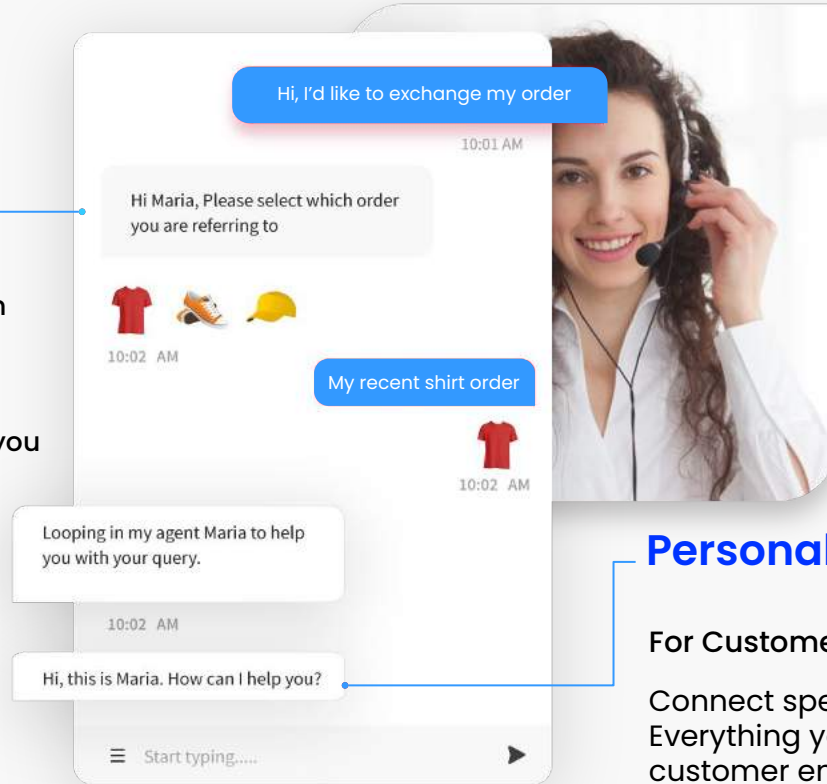 Hi, I'd like to exchange my order
10:01 AM
Hi Maria, Please select which order
you are referring to
10:02 AM
you
My recent shirt order
10:02 AM
Looping in my agent Maria to help
you with your query.
10:02 AM
Hi, this is Maria. How can I help you?
Start typing.....
Personal
For Custome
Connect spe
Everything y
customer en